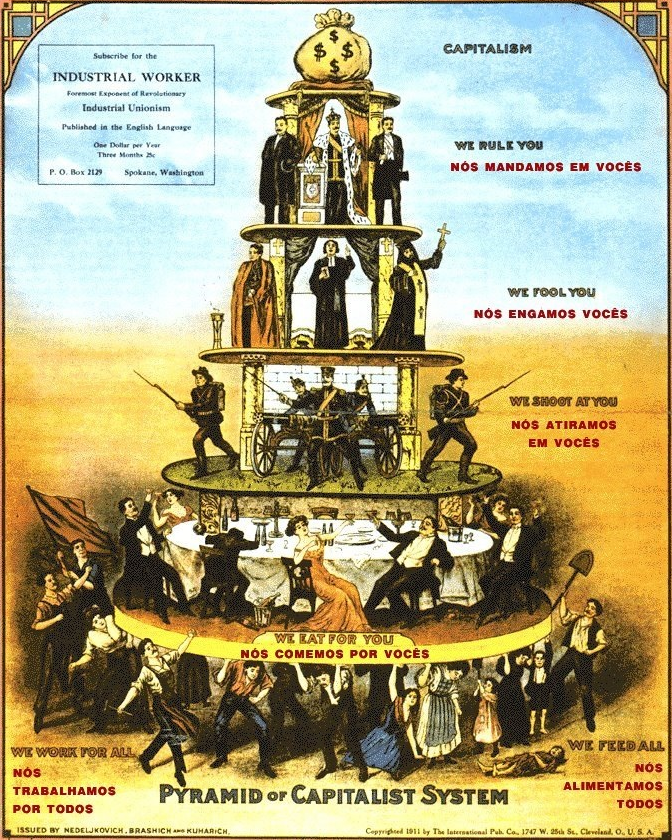 Subscribe for the
INDUSTRIAL WORKER
Foremost Exponent of Revolutionary
Industrial Unionism
Published in the English Language
One Dollar per Year
Three Months 25c
P. O. Box 2129 Spokane, Washington
CAPITALISM
WE RULE YOU
NÓS MANDAMOS EM VOCÊS
WE FOOL YOU
NÓS ENGAMOS VOCÊS
WE SHOOT AT YOU
NÓS ATIRAMOS
EM VOCÊS
WE EAT FOR YOU
NÓS COMEMOS POR VOCÊS
WE WORK FOR ALL
NÓS
TRABALHAMOS
POR TODOS
WE FEED ALL
NÓS
ALIMENTAMOS
TODOS
PYRAMID OF CAPITALIST SYSTEM
ISSUED BY NEDELJKOVICH, BRASHICH AND KUHARICH.
Copyrighted 1911 by The International Pub. Co., 1747 W. 25th St., Cleveland, O., U. S. A.